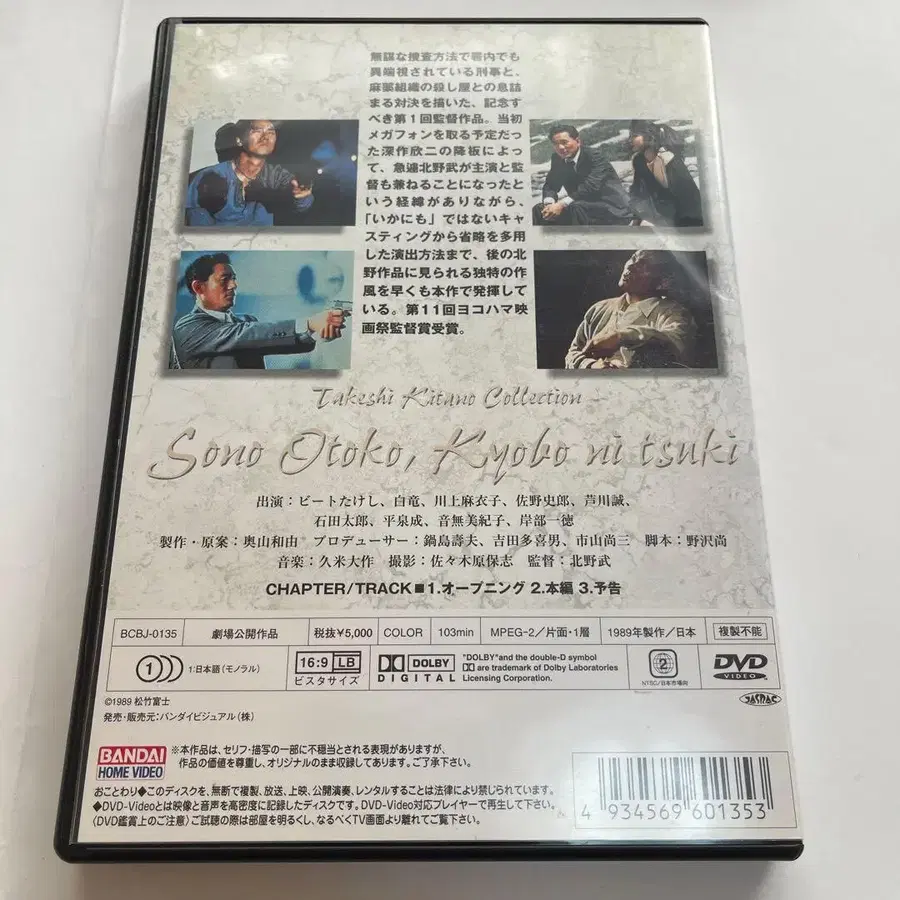 無謀な捜査方法で署内でも
異端視されている刑事と、
麻薬組織の殺し屋との息詰
まる対決を描いた、記念す
べき第1回監督作品。当初
メガフォンを取る予定だっ
た深作欣二の降板によっ
て、急遽北野武が主演と監
督も兼ねることになったと
いう経緯がありながら、
「いかにも」ではないキャ
スティングから省略を多用
した演出方法まで、後の北
野作品に見られる独特の作
風を早くも本作で発揮して
いる。第11回ヨコハマ映
画祭監督賞受賞。
Takeshi Kitano Collection
Sono Otoko, Kyobo ni tsuki
出演:ビートたけし、白竜、川上麻衣子、佐野史郎、芦川誠、
石田太郎、平泉成、音無美紀子、岸部一徳
製作・原案:奥山和由 プロデューサー:鍋島壽夫、吉田多喜男、市山尚三 脚本:野沢尚
音楽:久米大作 撮影:佐々木原保志 監督:北野武
CHAPTER/TRACK■1.オープニング 2.本編 3.予告
BCBJ-0135 劇場公開作品 税抜¥5,000 COLOR 103min MPEG-2/片面・1層 1989年製作/日本 複製不能
1 1:日本語(モノラル) 16:9 LB ビスタサイズ DOLBY DIGITAL "DOLBY" and the double-D symbol are trademark of Dolby Laboratories Licensing Corporation. 2 NTSC/日本市場向 DVD VIDEO
JASRAC
©1989 松竹富士
発売・販売元:バンダイビジュアル(株)
BANDAI HOME VIDEO
※本作品は、セリフ・描写の一部に不穏当とされる表現がありますが、
作品の価値を尊重し、オリジナルのまま収録してあります。ご了承下さい。
おことわり◆このディスクを、無断で複製、放送、上映、公開演奏、レンタルすることは法律により禁じられています。
◆DVD-Videoとは映像と音声を高密度に記録したディスクです。DVD-Video対応プレイヤーで再生して下さい。
〈DVD鑑賞上のご注意〉ご試聴の際は部屋を明るくし、なるべくTV画面より離れてご覧下さい。
4 934569 601353